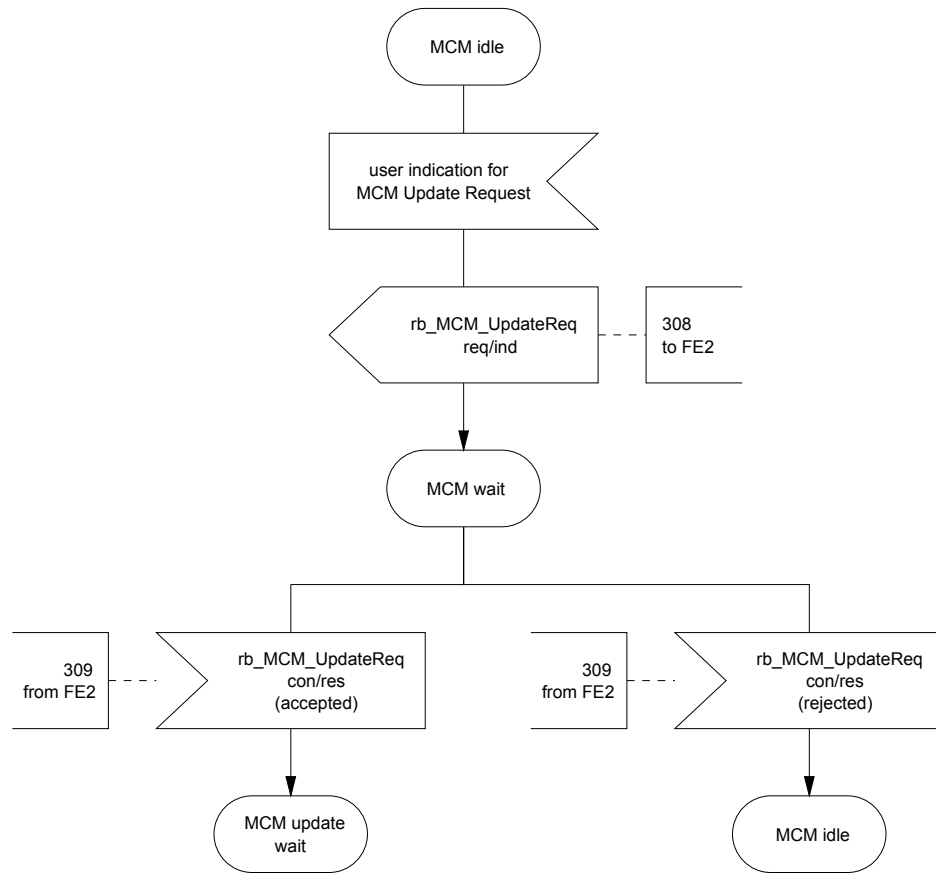 MCM idle
user indication for
MCM Update Request
rb_MCM_UpdateReq
req/ind
308
to FE2
MCM wait
309
from FE2
rb_MCM_UpdateReq
con/res
(accepted)
309
from FE2
rb_MCM_UpdateReq
con/res
(rejected)
MCM update
wait
MCM idle